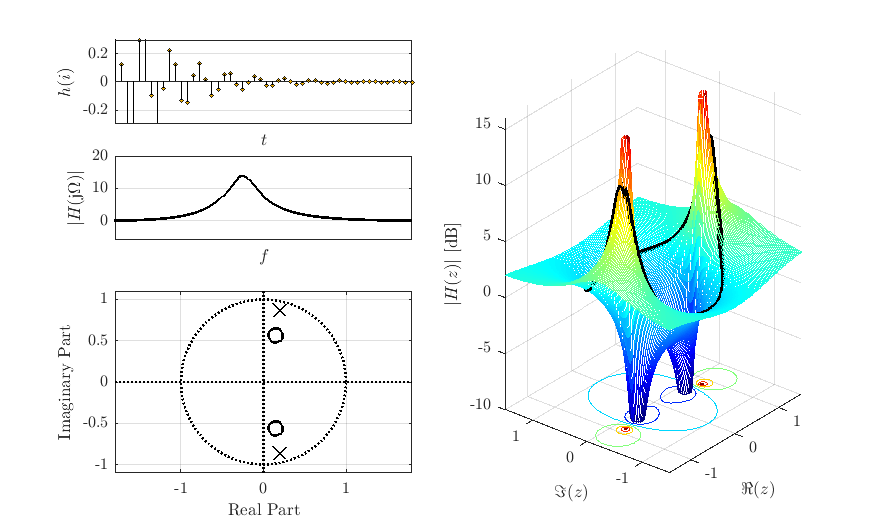 0.2
0
-0.2
h(i)
t
20
10
0
|H(jΩ)|
f
1
0.5
0
-0.5
-1
Imaginary Part
-1 0 1
Real Part
15
10
5
0
-5
-10
|H(z)| [dB]
1
0
-1
ℑ(z)
-1
0
1
ℜ(z)